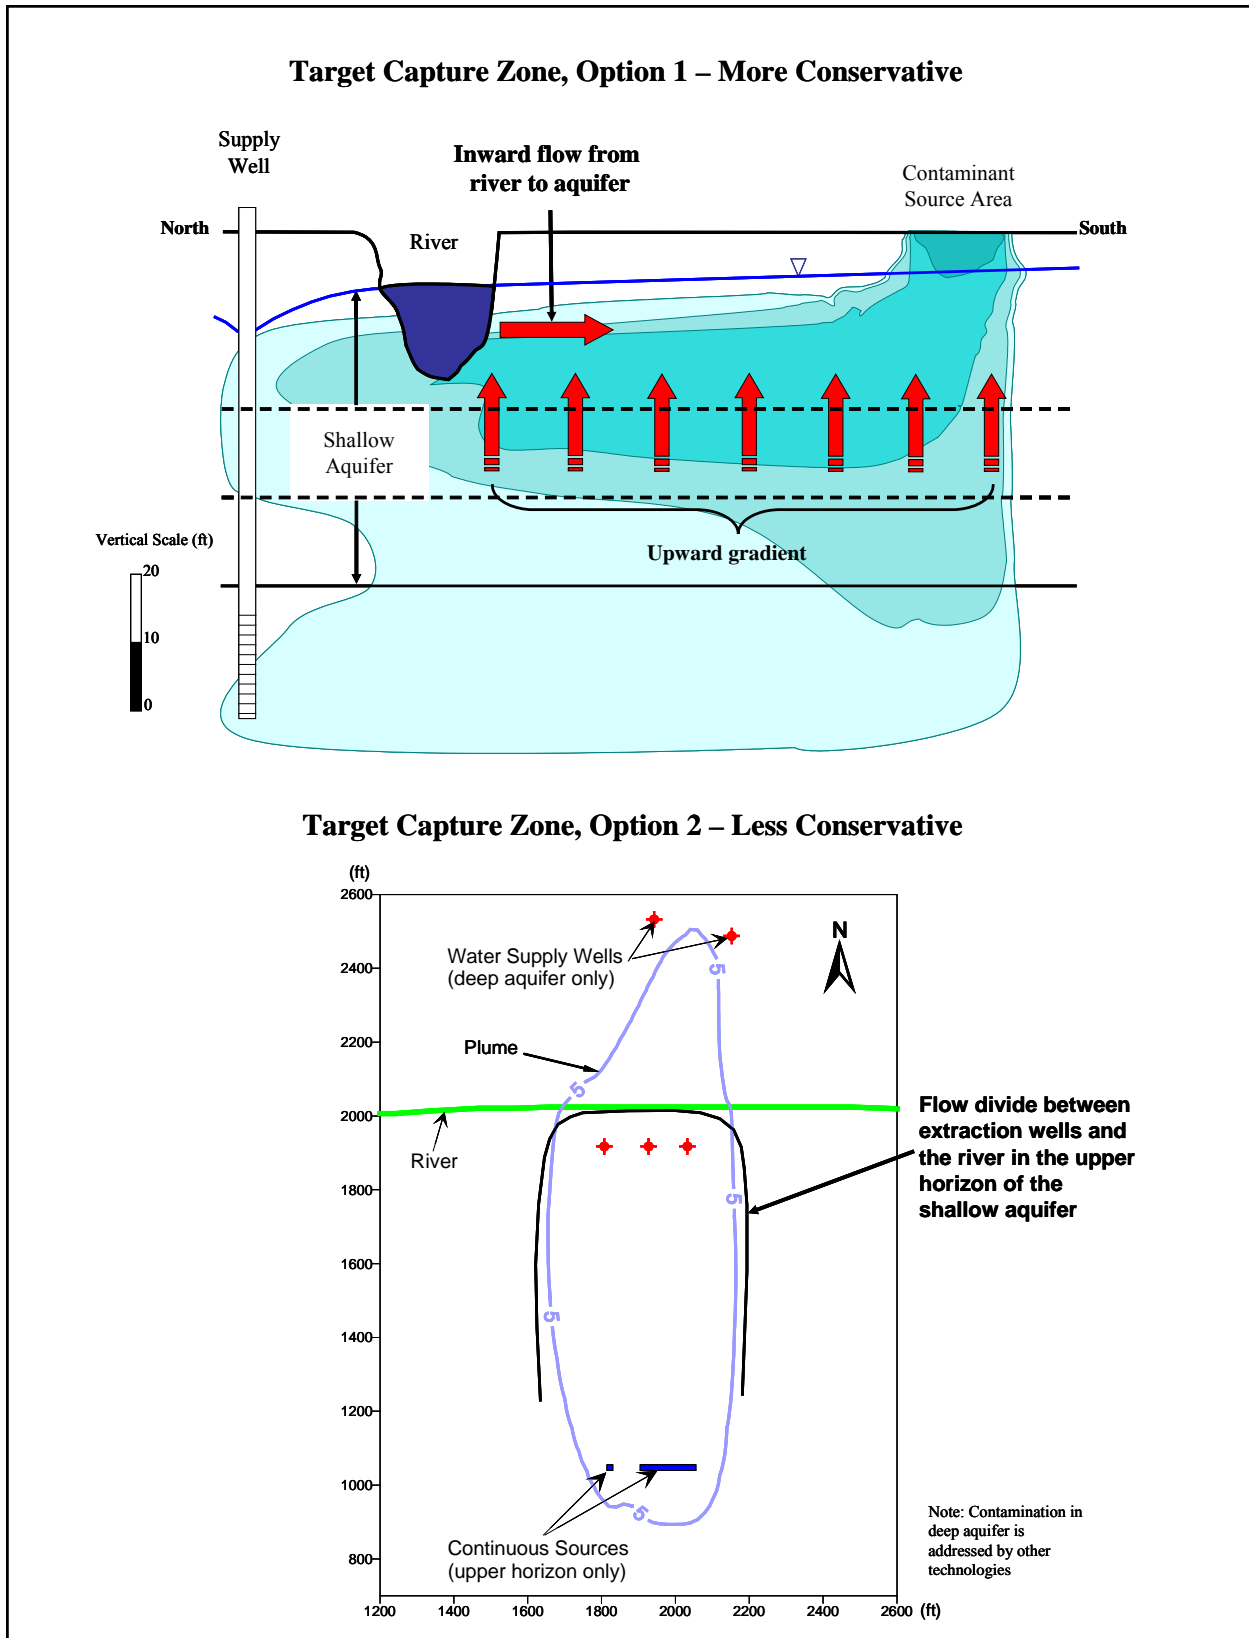 Target Capture Zone, Option 1 – More Conservative
Supply
Well
Inward flow from
river to aquifer
Contaminant
Source Area
North
River
South
Shallow
Aquifer
Vertical Scale (ft)
20
10
0
Upward gradient
Target Capture Zone, Option 2 – Less Conservative
(ft)
2600
2400
2200
2000
1800
1600
1400
1200
1000
800
N
Water Supply Wells
(deep aquifer only)
5
Plume
5
River
5
5
5
Flow divide between
extraction wells and
the river in the upper
horizon of the
shallow aquifer
Continuous Sources
(upper horizon only)
Note: Contamination in
deep aquifer is
addressed by other
technologies
1200 1400 1600 1800 2000 2200 2400 2600 (ft)